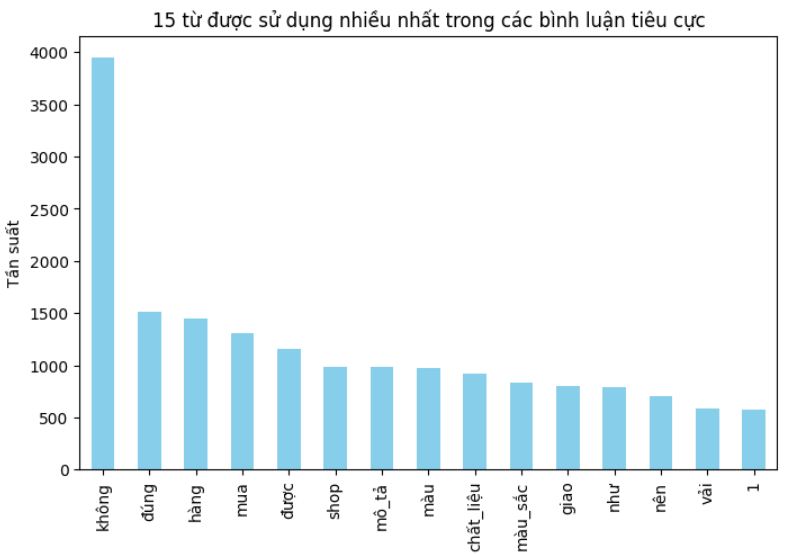 15 từ được sử dụng nhiều nhất trong các bình luận tiêu cực
Tần suất
4000
3500
3000
2500
2000
1500
1000
500
0
không
đúng
hàng
mua
được
shop
mô_tả
màu
chất_liệu
màu_sắc
giao
như
nên
vải
1